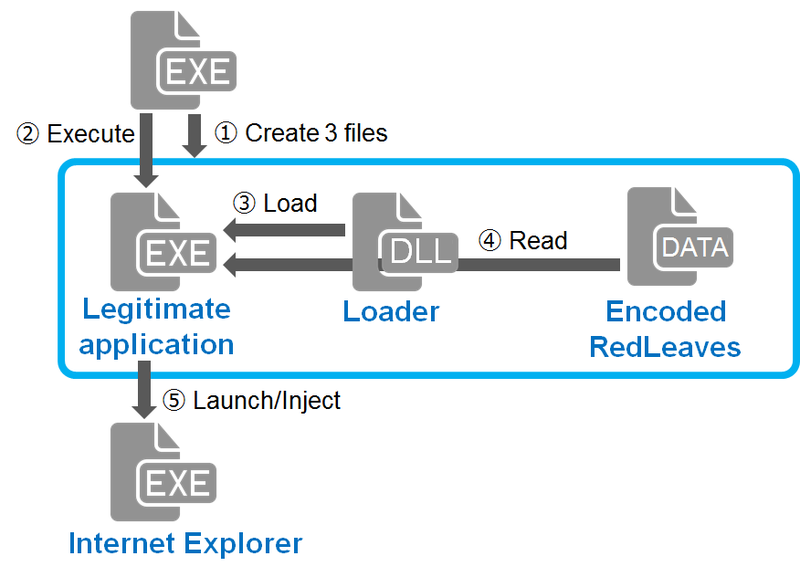 EXE
② Execute
① Create 3 files
③ Load
④ Read
EXE
DLL
DATA
Legitimate
application
Loader
Encoded
RedLeaves
⑤ Launch/Inject
EXE
Internet Explorer